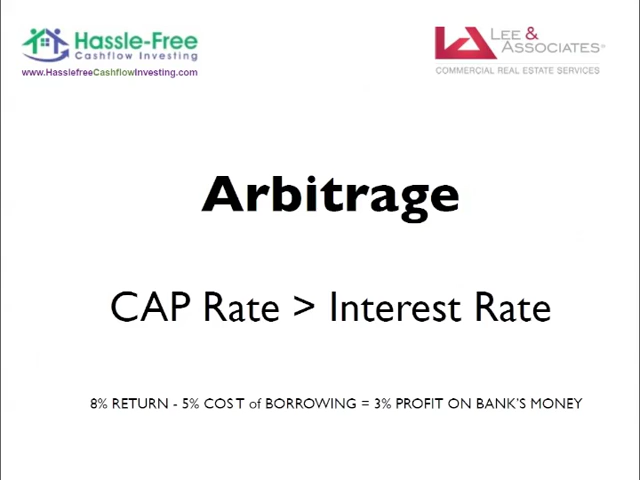 Hassle-Free
Cashflow Investing
www.HasslefreeCashflowInvesting.com
LA LEE &
ASSOCIATES®
COMMERCIAL REAL ESTATE SERVICES
Arbitrage
CAP Rate > Interest Rate
8% RETURN - 5% COST of BORROWING = 3% PROFIT ON BANK'S MONEY